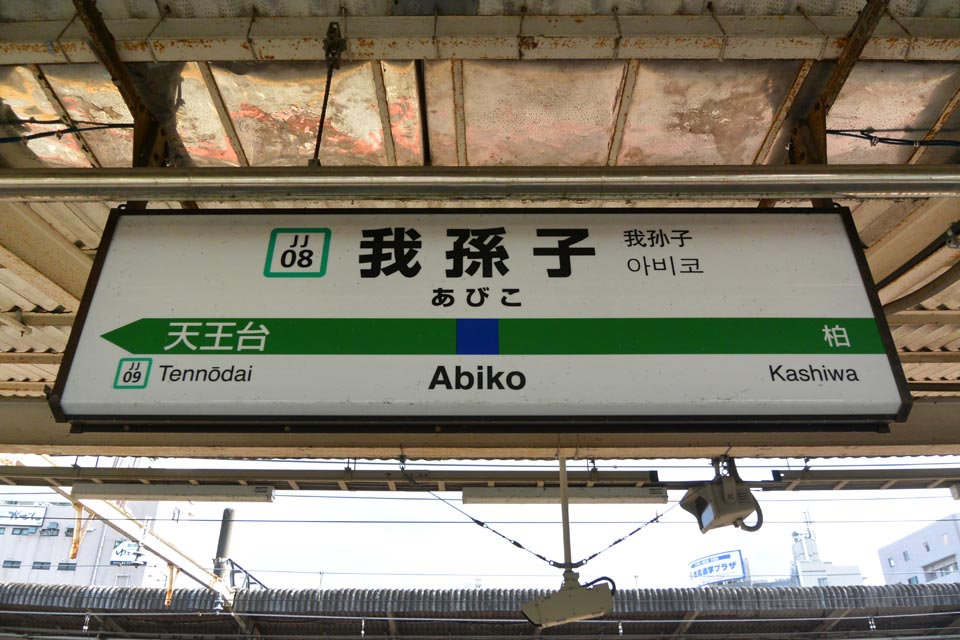 JJ
08
我孫子
我孙子
아비코
あびこ
天王台
柏
JJ
09
Tennōdai
Abiko
Kashiwa